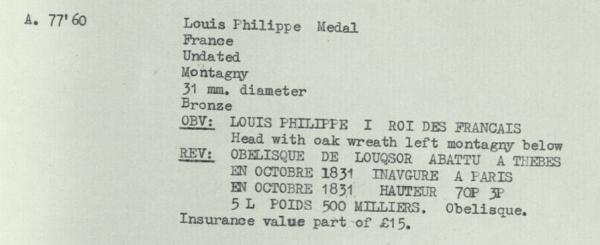 A. 77'60
Louis Philippe Medal
France
Undated
Montagny
31 mm. diameter
Bronze
OBV: LOUIS PHILIPPE I ROI DES FRANCAIS
Head with oak wreath left montagny below
REV: OBELISQUE DE LOUQSOR ABATTU A THEBES
EN OCTOBRE 1831 INAVGURE A PARIS
EN OCTOBRE 1831 HAUTEUR 70P 3P
5 L POIDS 500 MILLIERS. Obelisque.
Insurance value part of £15.